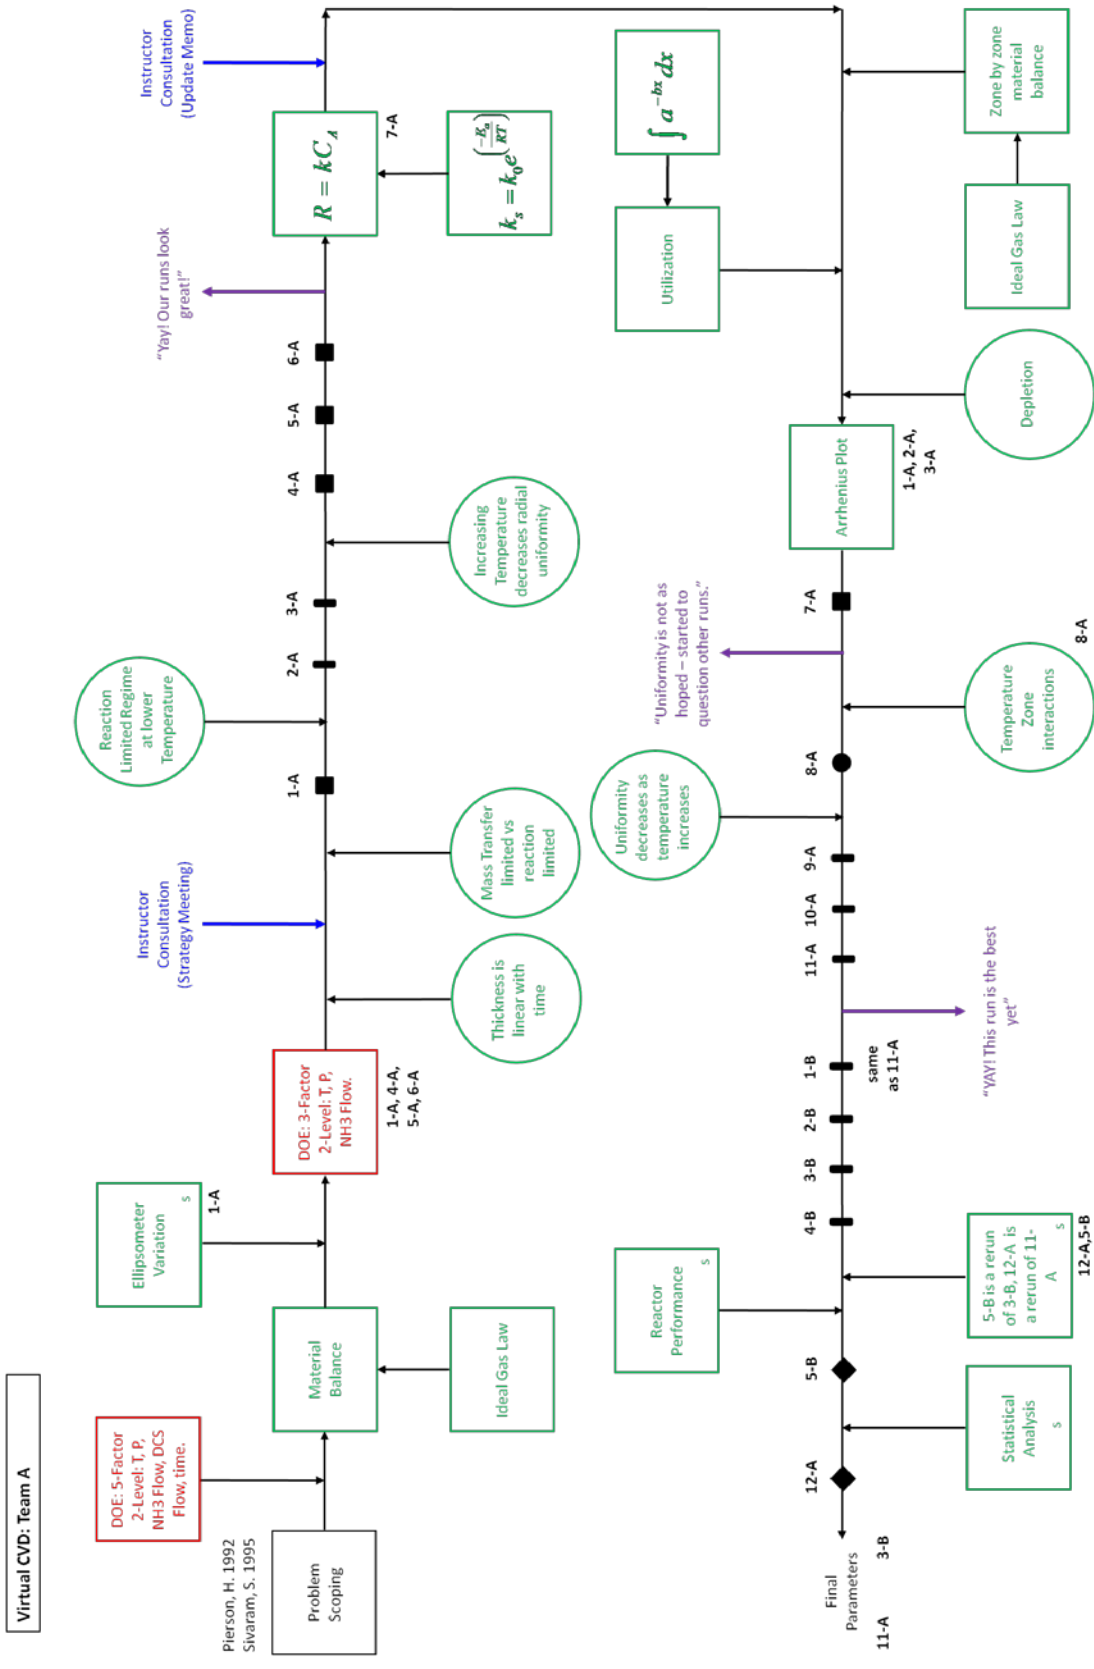 Virtual CVD: Team A
Pierson, H. 1992
Sivaram, S. 1995
Problem
Scoping
DOE: 5-Factor
2-Level: T, P,
NH3 Flow, DCS
Flow, time.
Material
Balance
Ideal Gas Law
Ellipsometer
Variation
s
1-A
DOE: 3-Factor
2-Level: T, P,
NH3 Flow.
1-A, 4-A,
5-A, 6-A
Thickness is
linear with
time
Instructor
Consultation
(Strategy Meeting)
Mass Transfer
limited vs
reaction
limited
1-A
Reaction
Limited Regime
at lower
Temperature
2-A
3-A
Increasing
Temperature
decreases radial
uniformity
4-A
5-A
6-A
“Yay! Our runs look
great!”
R = kC_A
7-A
k_s = k_0 e^(-E_a/RT)
Instructor
Consultation
(Update Memo)
∫ a^{-bx} dx
Utilization
Zone by zone
material
balance
Ideal Gas Law
Depletion
Arrhenius Plot
1-A, 2-A,
3-A
7-A
“Uniformity is not as
hoped – started to
question other runs.”
Temperature
Zone
interactions
8-A
8-A
Uniformity
decreases as
temperature
increases
9-A
10-A
11-A
“YAY! This run is the best
yet”
1-B
same
as 11-A
2-B
3-B
4-B
5-B is a rerun
of 3-B, 12-A is
a rerun of 11-
A
s
12-A,5-B
Reactor
Performance
s
5-B
Statistical
Analysis
s
12-A
Final
Parameters
11-A
3-B